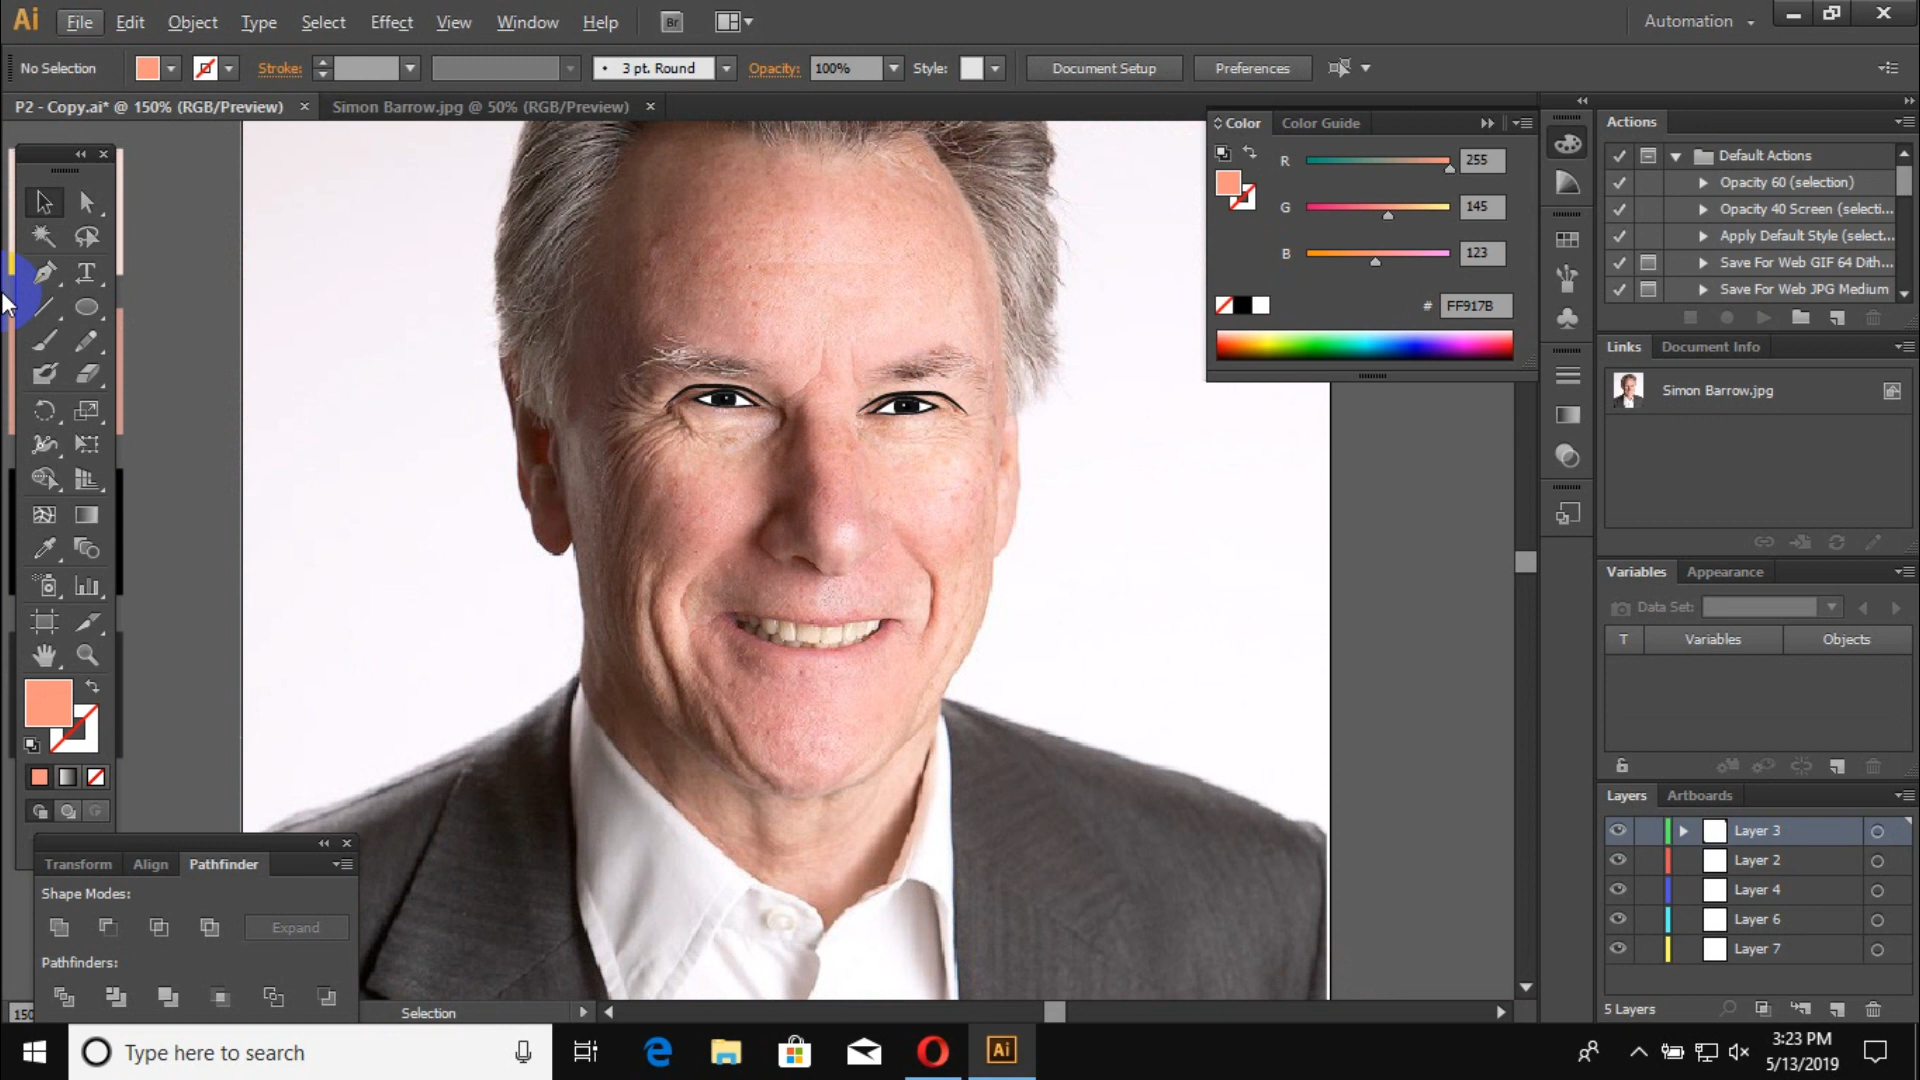 Ai File Edit Object Type Select Effect View Window Help Br Automation
No Selection Stroke: 3 pt. Round Opacity: 100% Style: Document Setup Preferences
P2 - Copy.ai* @ 150% (RGB/Preview) Simon Barrow.jpg @ 50% (RGB/Preview)
Color Color Guide
R 255
G 145
B 123
# FF917B
Actions
Default Actions
Opacity 60 (selection)
Opacity 40 Screen (selecti...
Apply Default Style (select...
Save For Web GIF 64 Dith...
Save For Web JPG Medium
Links Document Info
Simon Barrow.jpg
Variables Appearance
Data Set:
T Variables Objects
Layers Artboards
Layer 3
Layer 2
Layer 4
Layer 6
Layer 7
5 Layers
Transform Align Pathfinder
Shape Modes:
Expand
Pathfinders:
150 Selection
Type here to search
Ai
3:23 PM
5/13/2019